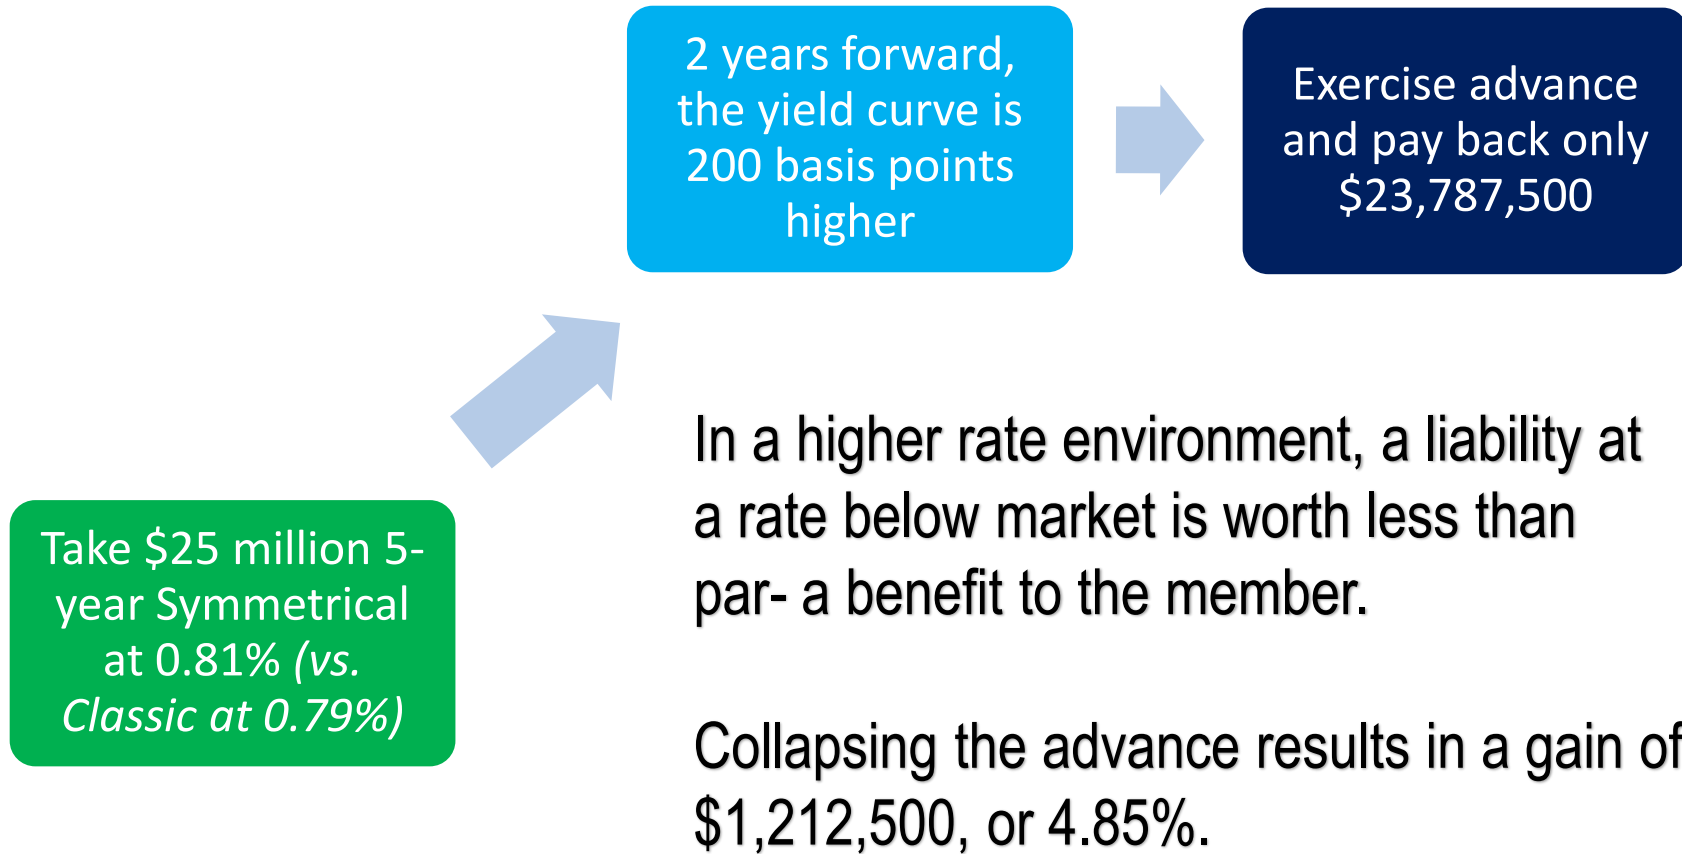 2 years forward,
the yield curve is
200 basis points
higher
Exercise advance
and pay back only
$23,787,500
Take $25 million 5-
year Symmetrical
at 0.81% (vs.
Classic at 0.79%)
In a higher rate environment, a liability at
a rate below market is worth less than
par- a benefit to the member.
Collapsing the advance results in a gain of
$1,212,500, or 4.85%.